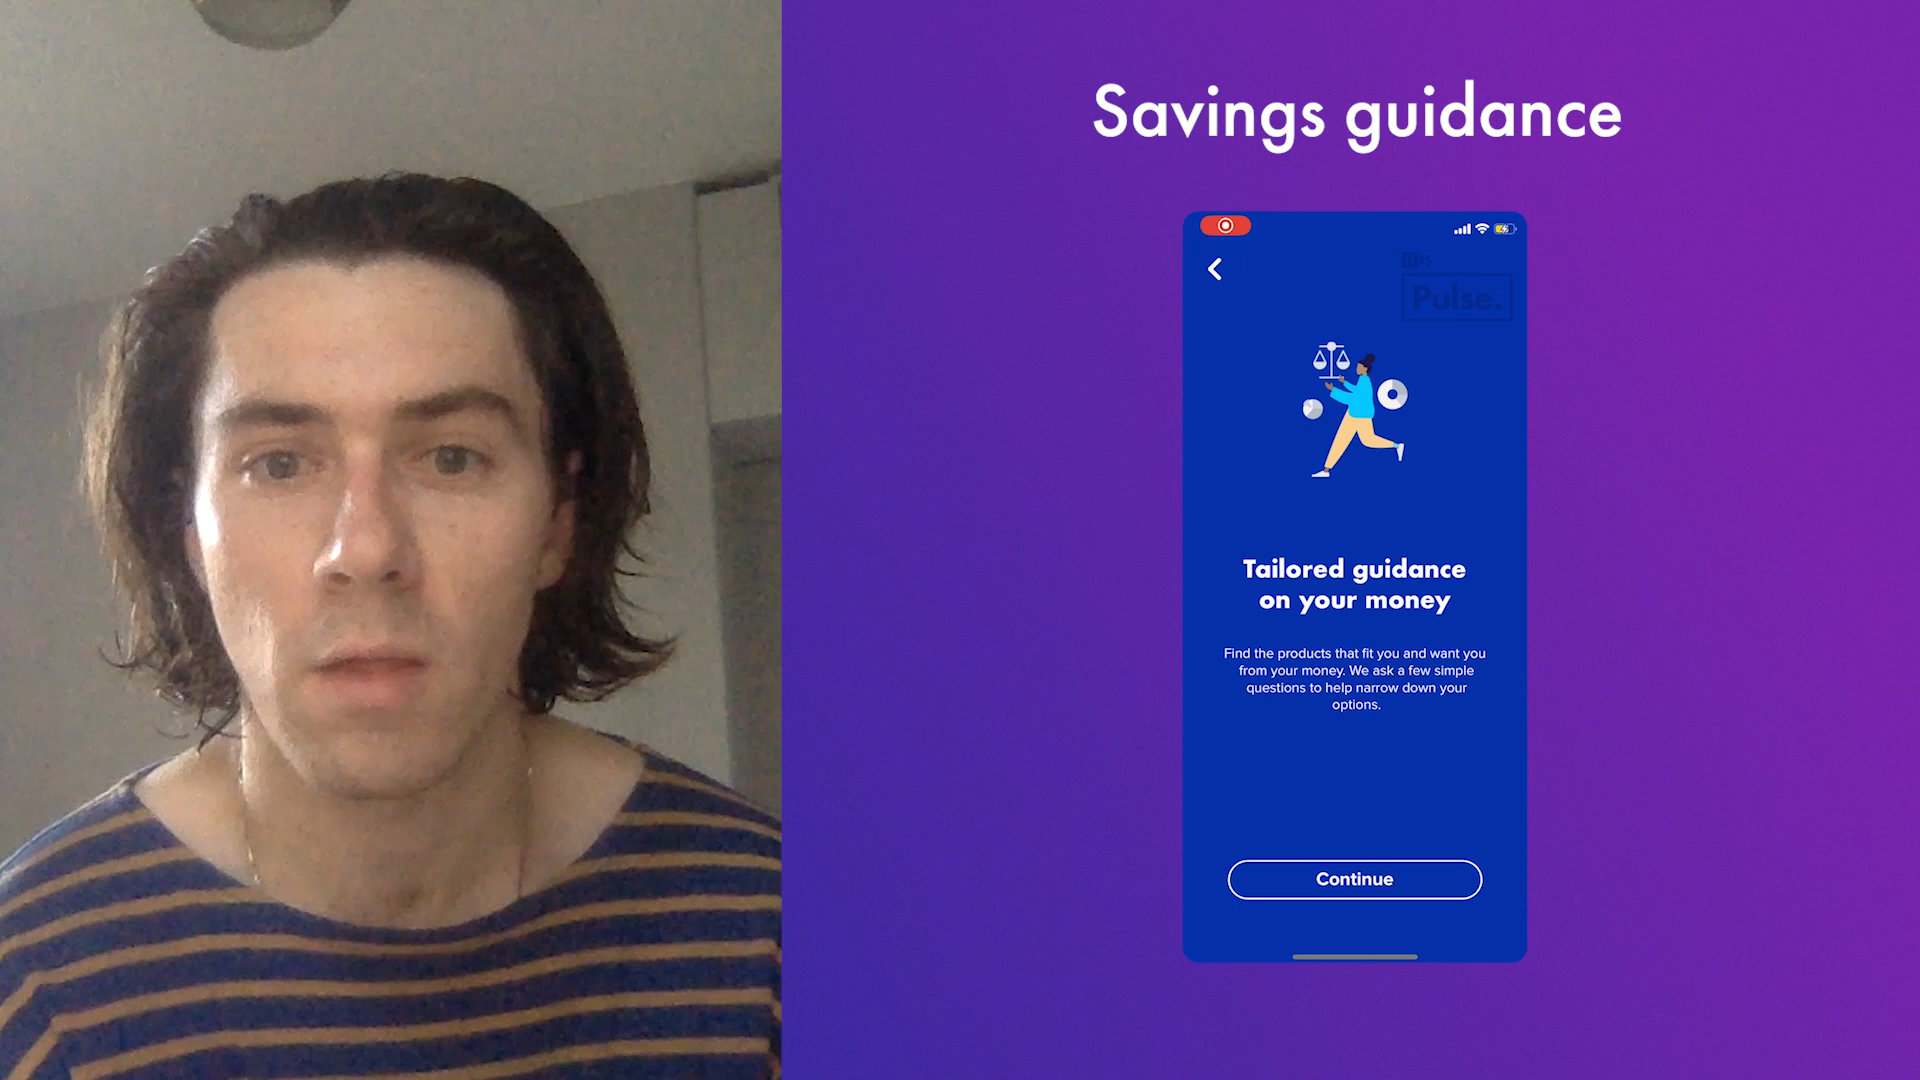 Savings guidance
Pulse.
Tailored guidance
on your money
Find the products that fit you and want you
from your money. We ask a few simple
questions to help narrow down your
options.
Continue